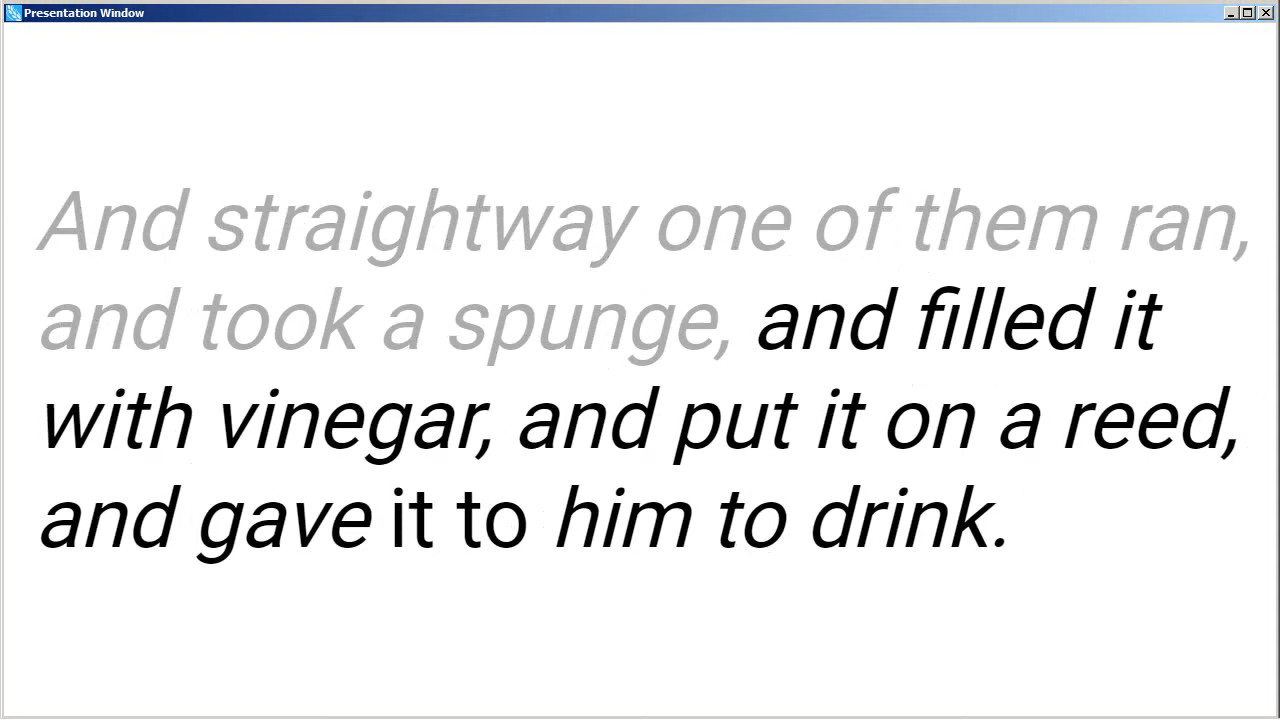 Presentation Window
And straightway one of them ran,
and took a spunge, and filled it
with vinegar, and put it on a reed,
and gave it to him to drink.